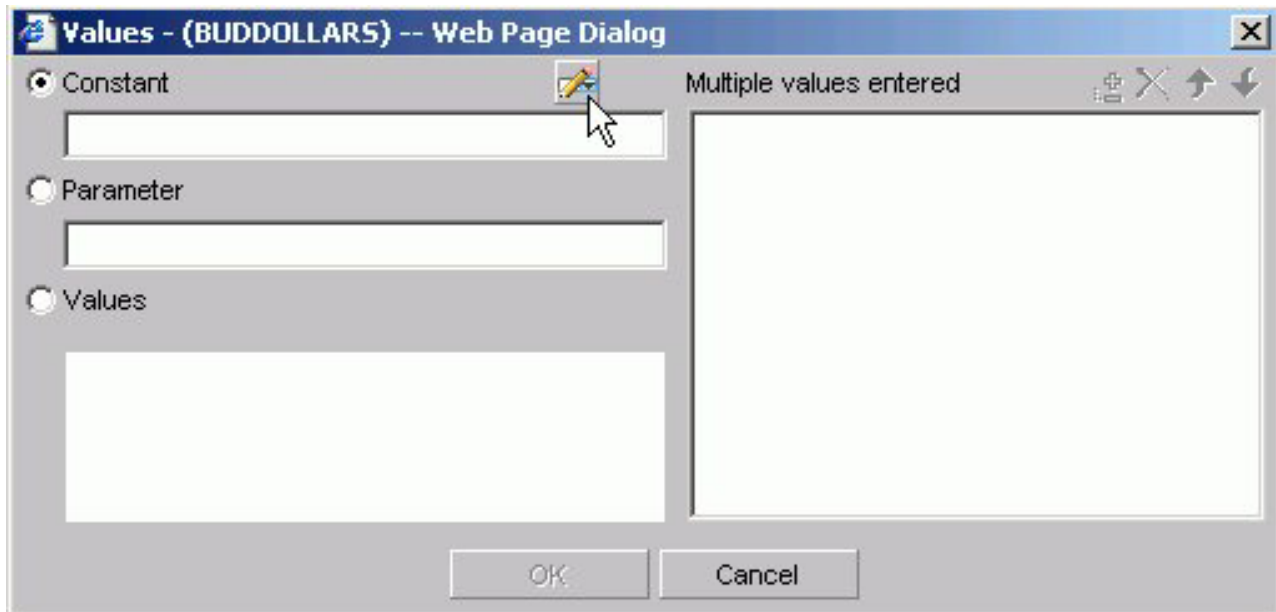 Values - (BUDDOLLARS) -- Web Page Dialog
Constant
Multiple values entered
Parameter
Values
OK
Cancel